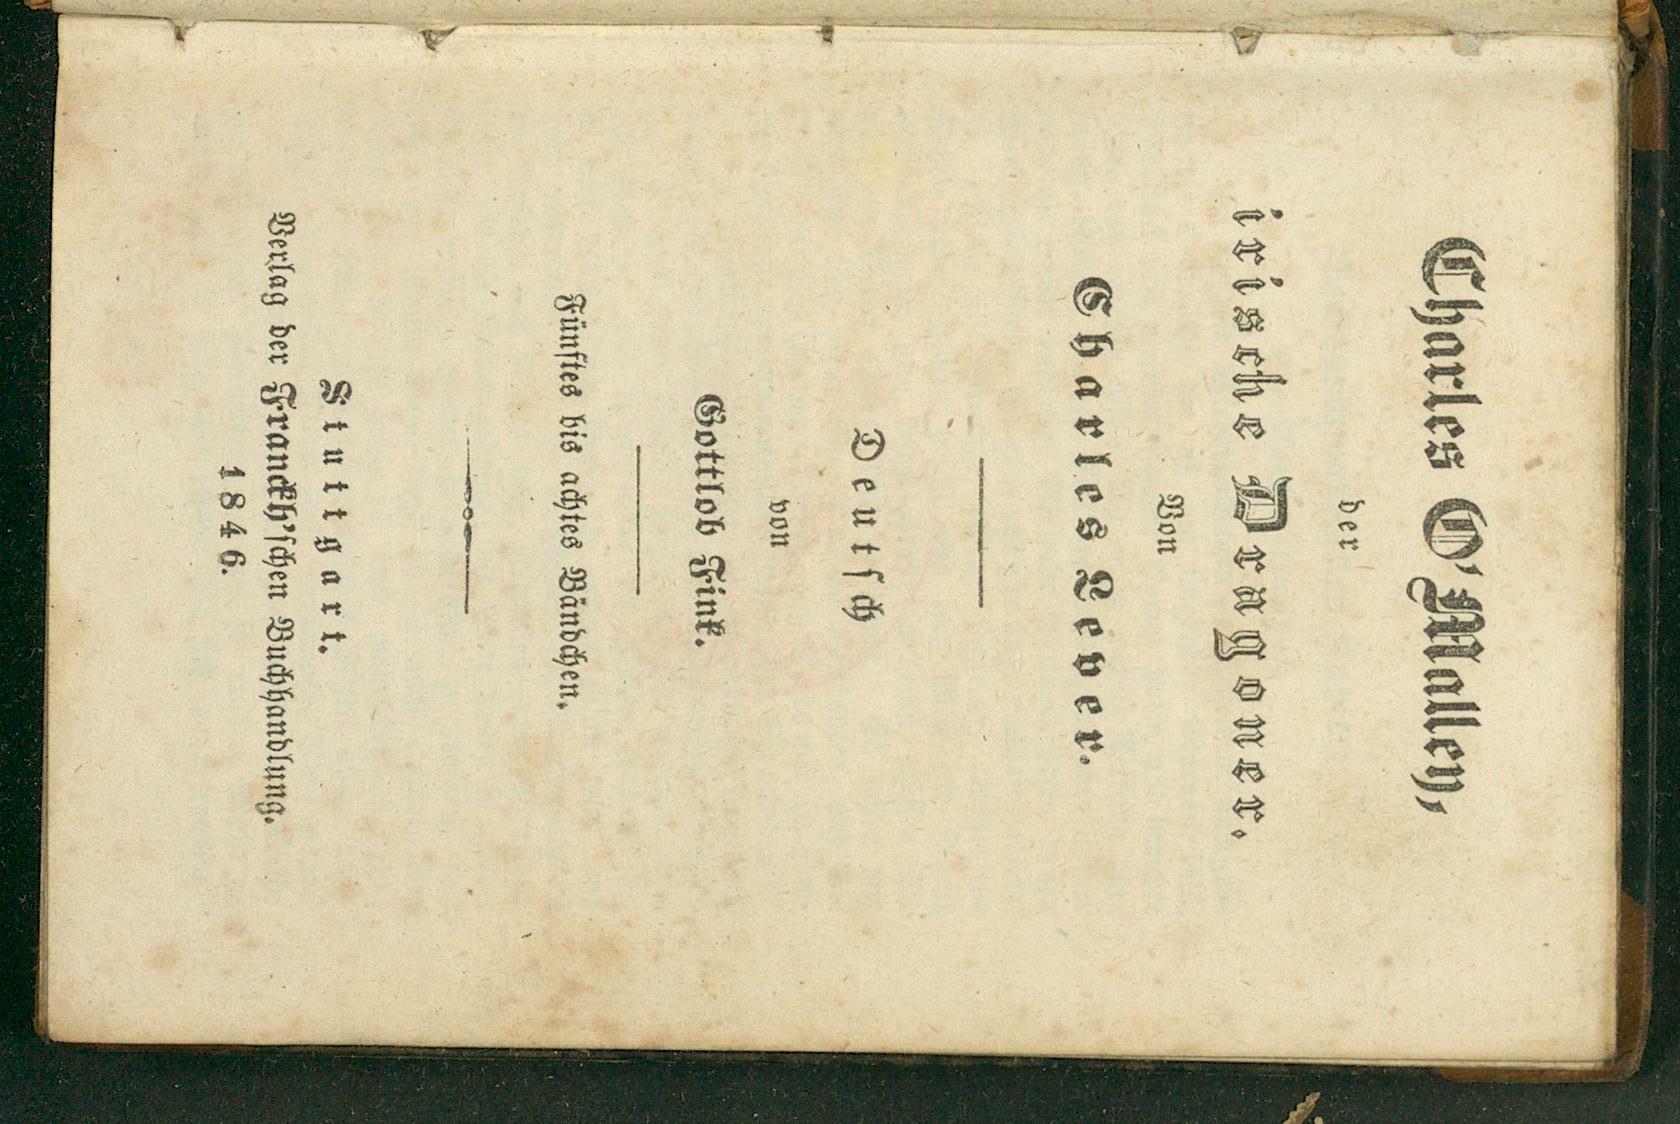 Charles O'Malley,
der
irische Dragoner.
Von
Charles Lever.
Deutſch
von
Gottlob Fink.
Fünftes bis achtes Bändchen.
Stuttgart.
Verlag der Franckh'ſchen Buchhandlung.
1846.